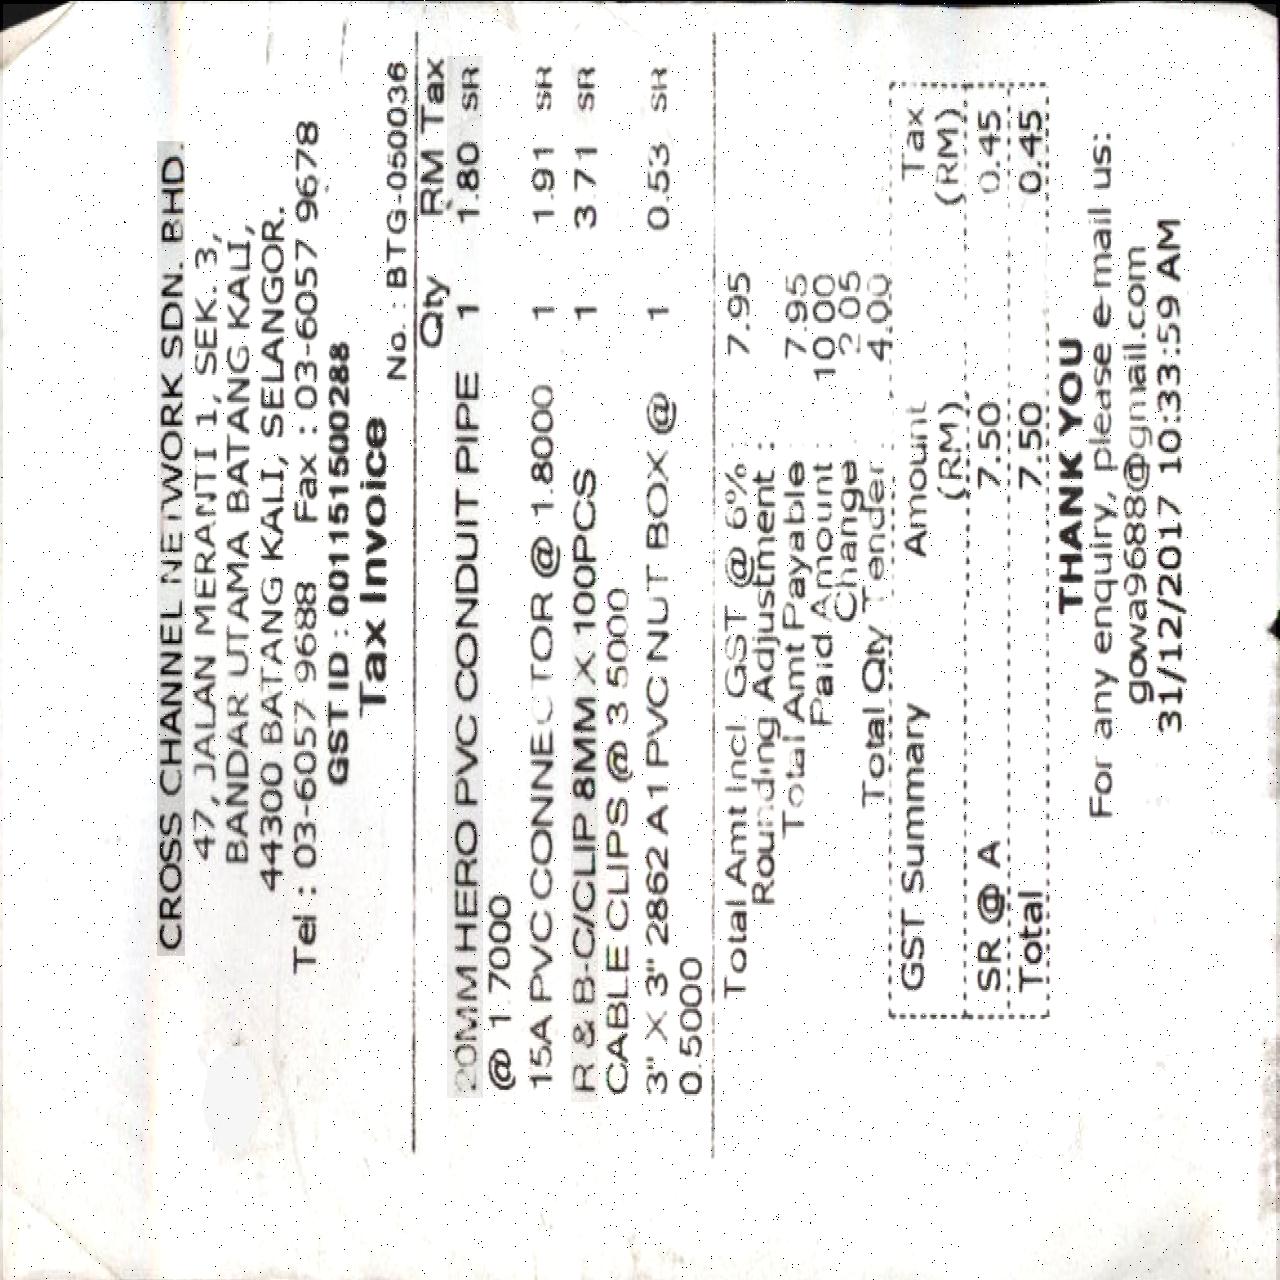 CROSS CHANNEL NETWORK SDN. BHD.
47, JALAN MERANTI 1, SEK. 3,
BANDAR UTAMA BATANG KALI,
44300 BATANG KALI, SELANGOR.
Tel : 03-6057 9688 Fax : 03-6057 9678
GST ID : 001151500288
Tax Invoice
No. : BTG-050036
Qty RM Tax
20MM HERO PVC CONDUIT PIPE 1 1.80 SR
@ 1.7000
15A PVC CONNECTOR @ 1.8000 1 1.91 SR
R & B-C/CLIP 8MM X 100PCS 1 3.71 SR
CABLE CLIPS @ 3.5000
3" X 3" 2862 A1 PVC NUT BOX @ 1 0.53 SR
0.5000
Total Amt Incl. GST @ 6% : 7.95
Rounding Adjustment :
Total Amt Payable : 7.95
Paid Amount : 10.00
Change : 2.05
Total Qty Tender : 4.00
GST Summary Amount Tax
(RM) (RM)
SR @ A 7.50 0.45
Total 7.50 0.45
THANK YOU
For any enquiry, please e-mail us:
gowa9688@gmail.com
31/12/2017 10:33:59 AM